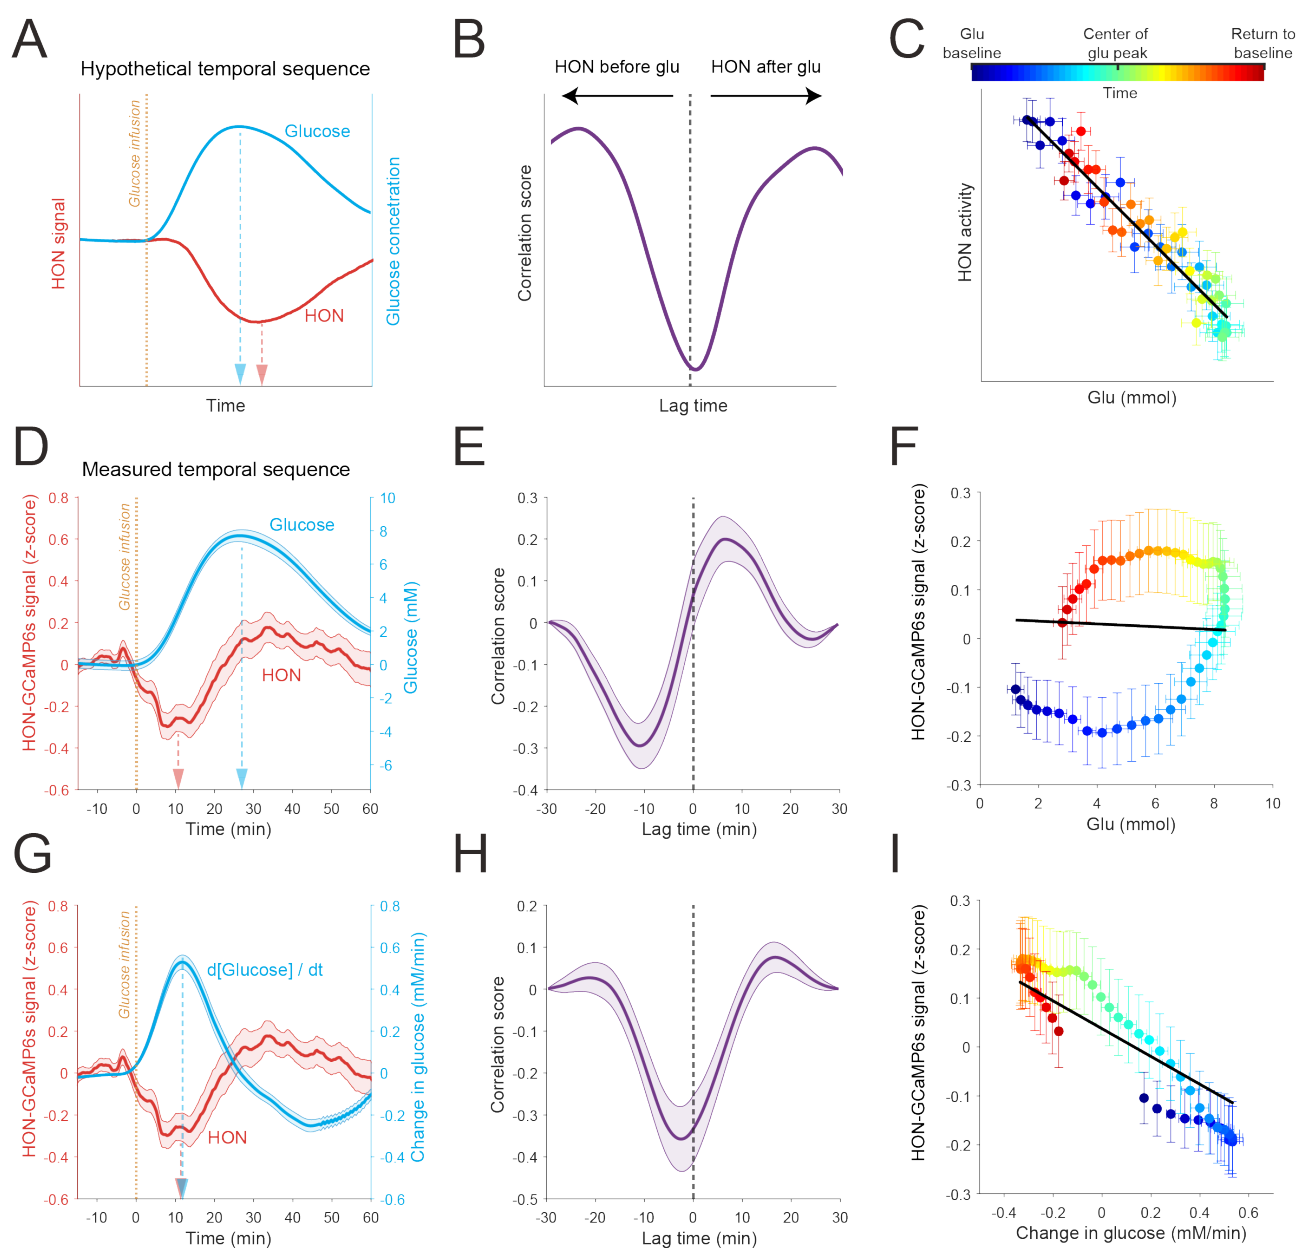 A
Hypothetical temporal sequence
Glucose infusion
Glucose
HON
HON signal
Glucose concetration
Time
B
HON before glu
HON after glu
Correlation score
Lag time
C
Glu baseline
Center of glu peak
Return to baseline
Time
HON activity
Glu (mmol)
D
Measured temporal sequence
HON-GCaMP6s signal (z-score)
0.8
0.6
0.4
0.2
0
-0.2
-0.4
-0.6
Glucose infusion
Glucose
HON
10
8
6
4
2
0
-2
-4
-6
Glucose (mM)
-10 0 10 20 30 40 50 60
Time (min)
E
Correlation score
0.3
0.2
0.1
0
-0.1
-0.2
-0.3
-0.4
-30 -20 -10 0 10 20 30
Lag time (min)
F
HON-GCaMP6s signal (z-score)
0.3
0.2
0.1
0
-0.1
-0.2
-0.3
0 2 4 6 8 10
Glu (mmol)
G
HON-GCaMP6s signal (z-score)
0.8
0.6
0.4
0.2
0
-0.2
-0.4
-0.6
Glucose infusion
d[Glucose] / dt
HON
0.8
0.6
0.4
0.2
0
-0.2
-0.4
-0.6
Change in glucose (mM/min)
-10 0 10 20 30 40 50 60
Time (min)
H
Correlation score
0.2
0.1
0
-0.1
-0.2
-0.3
-0.4
-0.5
-30 -20 -10 0 10 20 30
Lag time (min)
I
HON-GCaMP6s signal (z-score)
0.3
0.2
0.1
0
-0.1
-0.2
-0.3
-0.4 -0.2 0 0.2 0.4 0.6
Change in glucose (mM/min)